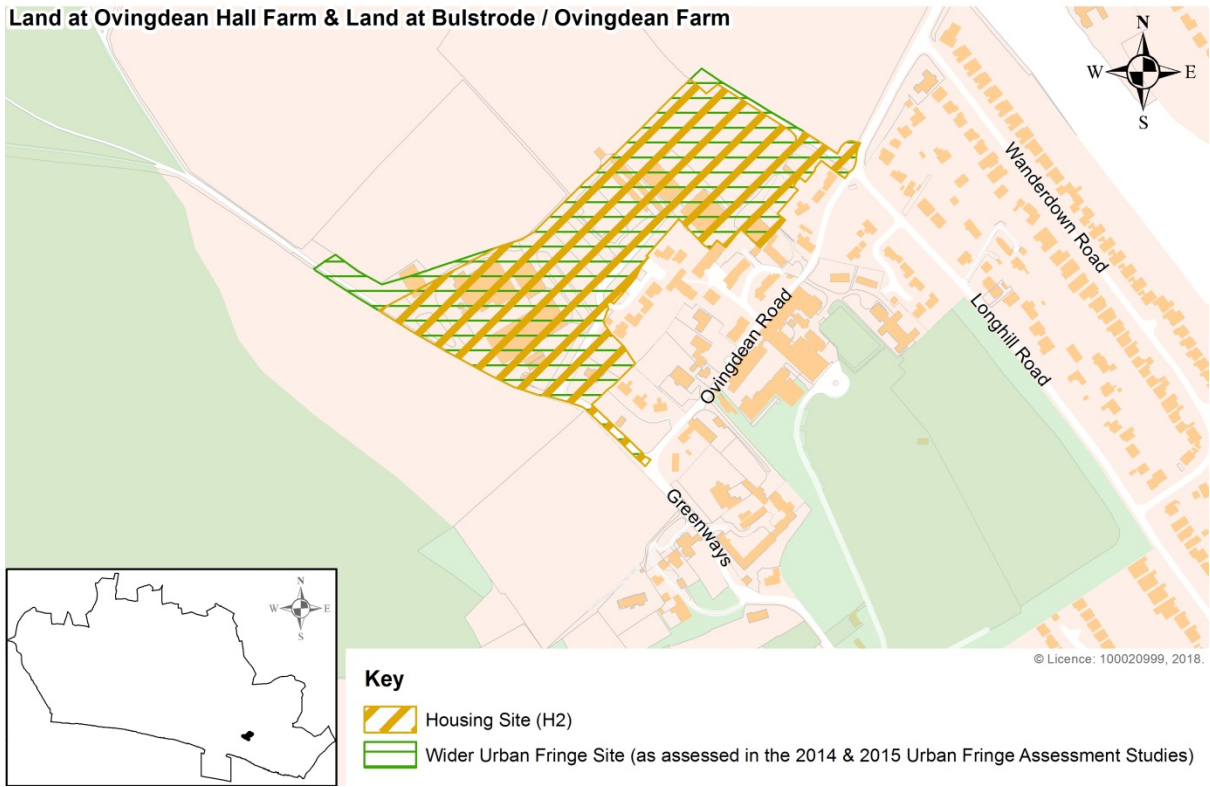 Land at Ovingdean Hall Farm & Land at Bulstrode / Ovingdean Farm
N
W E
S
Wanderdown Road
Longhill Road
Ovingdean Road
Greenways
© Licence: 100020999, 2018.
N
W E
S
Key
Housing Site (H2)
Wider Urban Fringe Site (as assessed in the 2014 & 2015 Urban Fringe Assessment Studies)